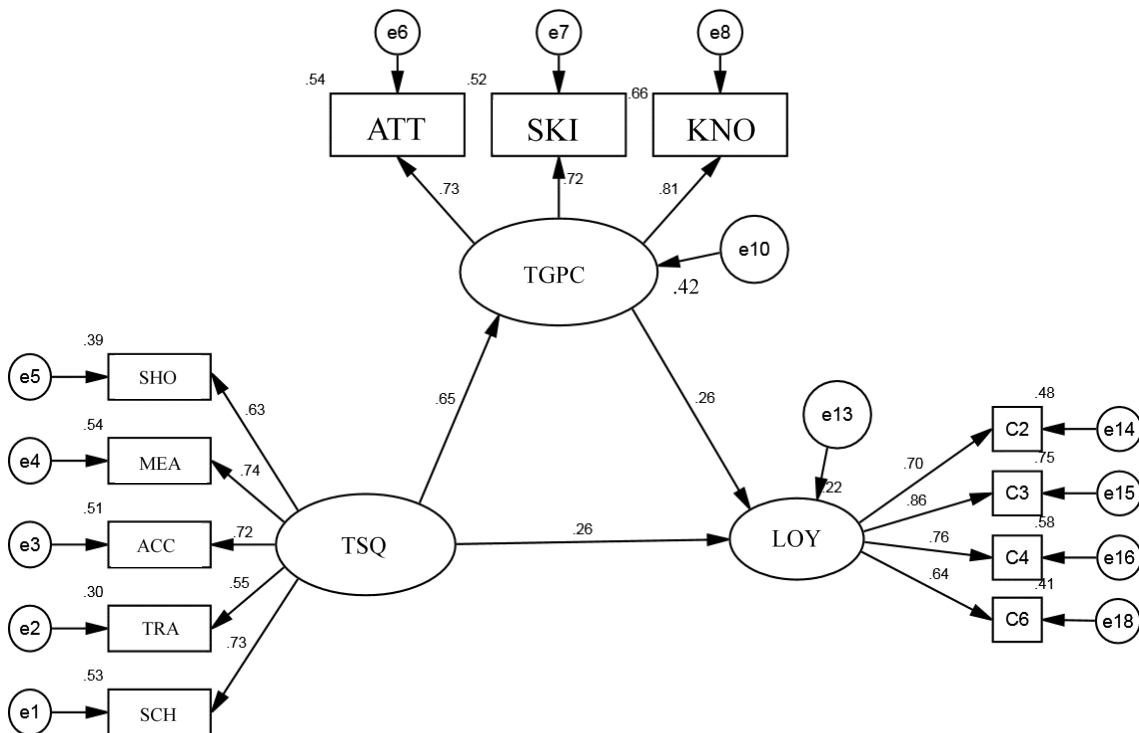 e6
e7
e8
.54
.52
.66
ATT
SKI
KNO
.73
.72
.81
TGPC
e10
.42
.39
e5
SHO
.63
.65
.26
e13
.48
C2
e14
.54
e4
MEA
.74
.70
.75
C3
e15
.22
.86
.51
e3
ACC
.72
TSQ
.26
LOY
.76
.58
C4
e16
.55
.30
e2
TRA
.64
.41
C6
e18
.73
.53
e1
SCH